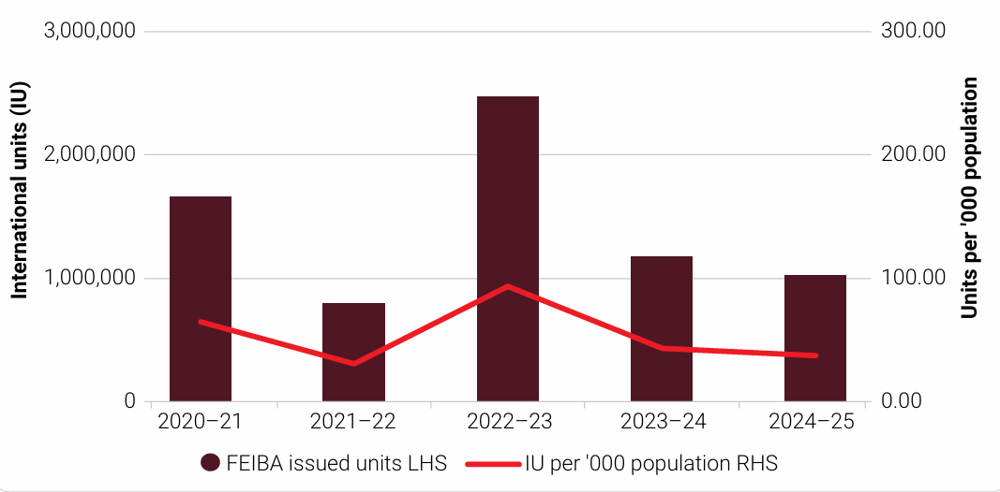 3,000,000
300.00
2,000,000
200.00
1,000,000
100.00
0
0.00
International units (IU)
Units per '000 population
2020–21 2021–22 2022–23 2023–24 2024–25
FEIBA issued units LHS IU per '000 population RHS